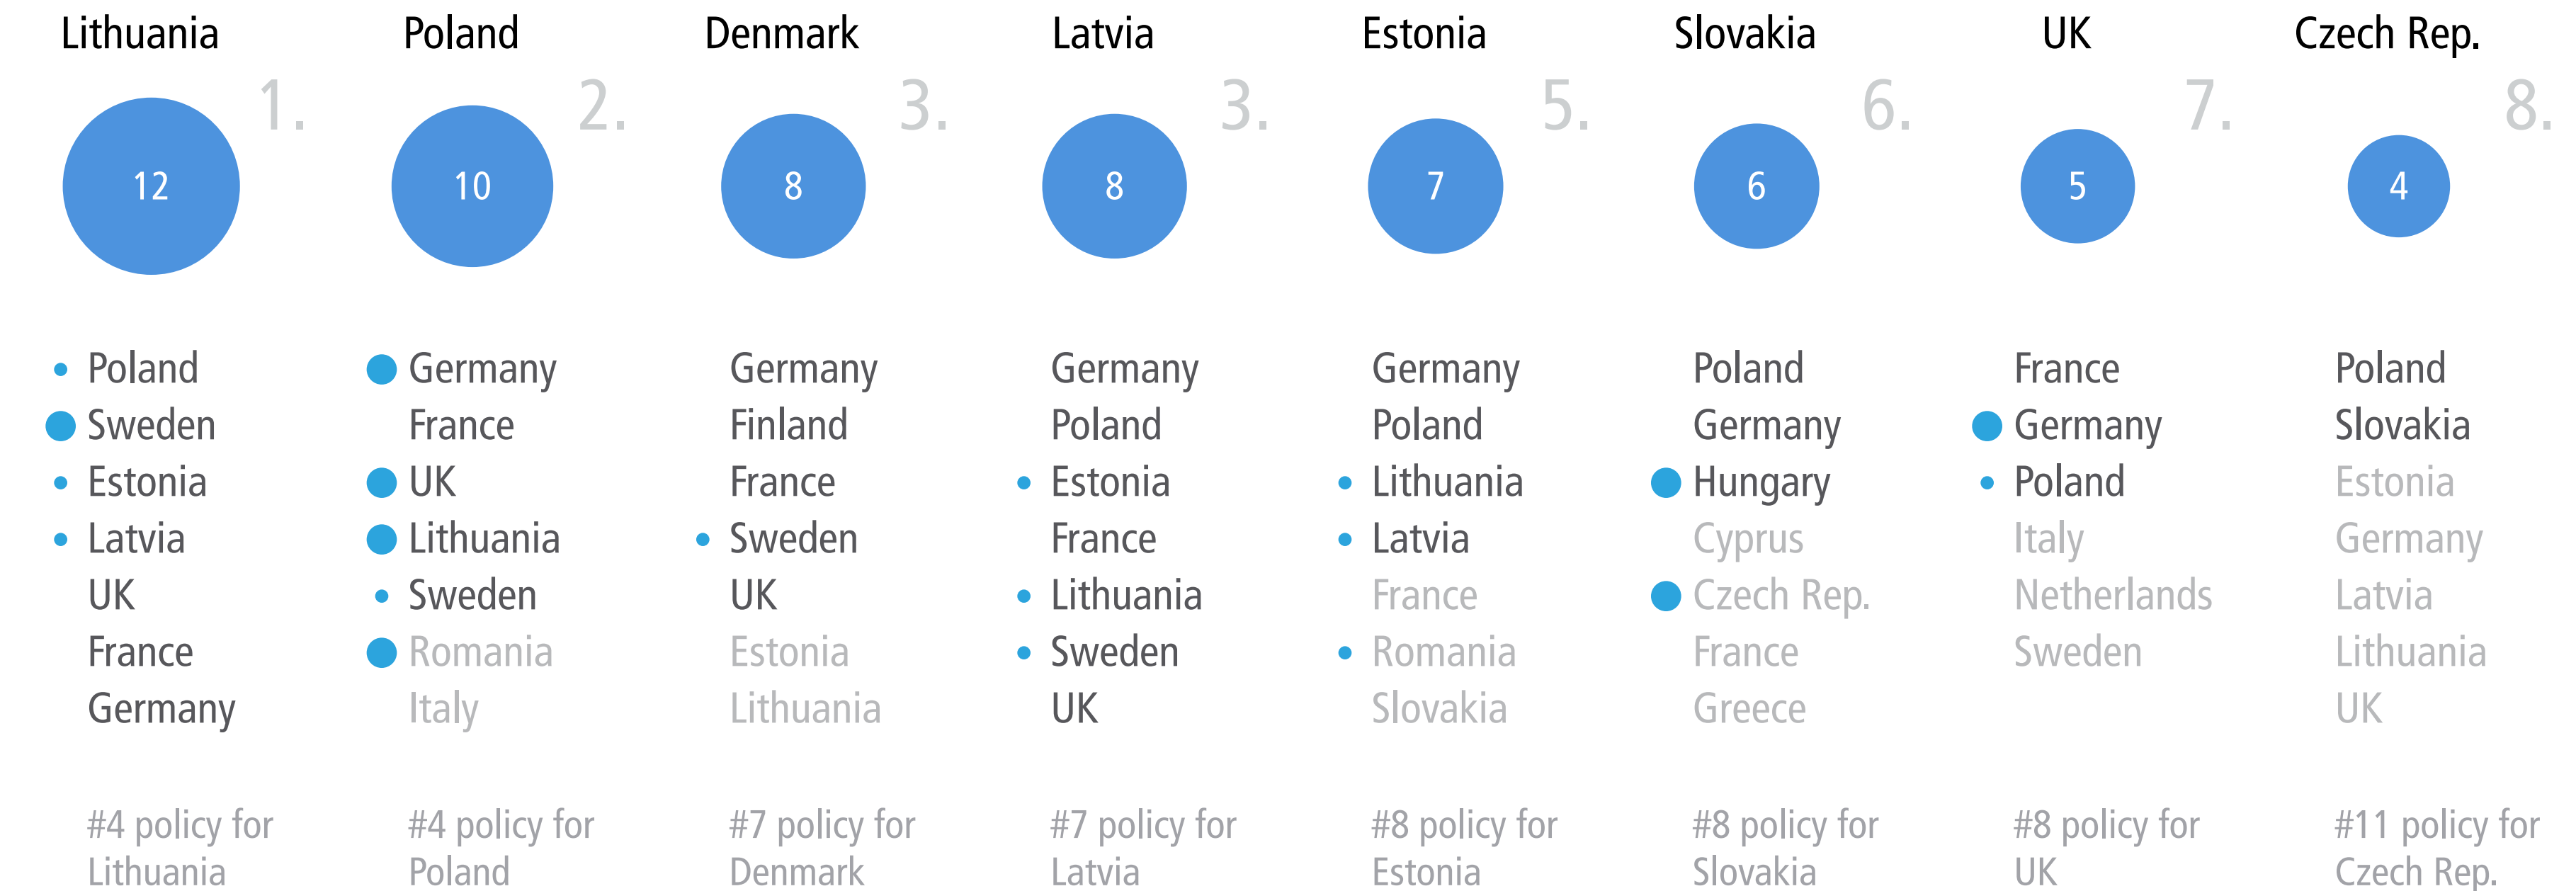 Lithuania
1.
12
Poland
Sweden
Estonia
Latvia
UK
France
Germany
#4 policy for
Lithuania
Poland
2.
10
Germany
France
UK
Lithuania
Sweden
Romania
Italy
#4 policy for
Poland
Denmark
3.
8
Germany
Finland
France
Sweden
UK
Estonia
Lithuania
#7 policy for
Denmark
Latvia
3.
8
Germany
Poland
Estonia
France
Lithuania
Sweden
UK
#7 policy for
Latvia
Estonia
5.
7
Germany
Poland
Lithuania
Latvia
France
Romania
Slovakia
#8 policy for
Estonia
Slovakia
6.
6
Poland
Germany
Hungary
Cyprus
Czech Rep.
France
Greece
#8 policy for
Slovakia
UK
7.
5
France
Germany
Poland
Italy
Netherlands
Sweden
#8 policy for
UK
Czech Rep.
8.
4
Poland
Slovakia
Estonia
Germany
Latvia
Lithuania
UK
#11 policy for
Czech Rep.